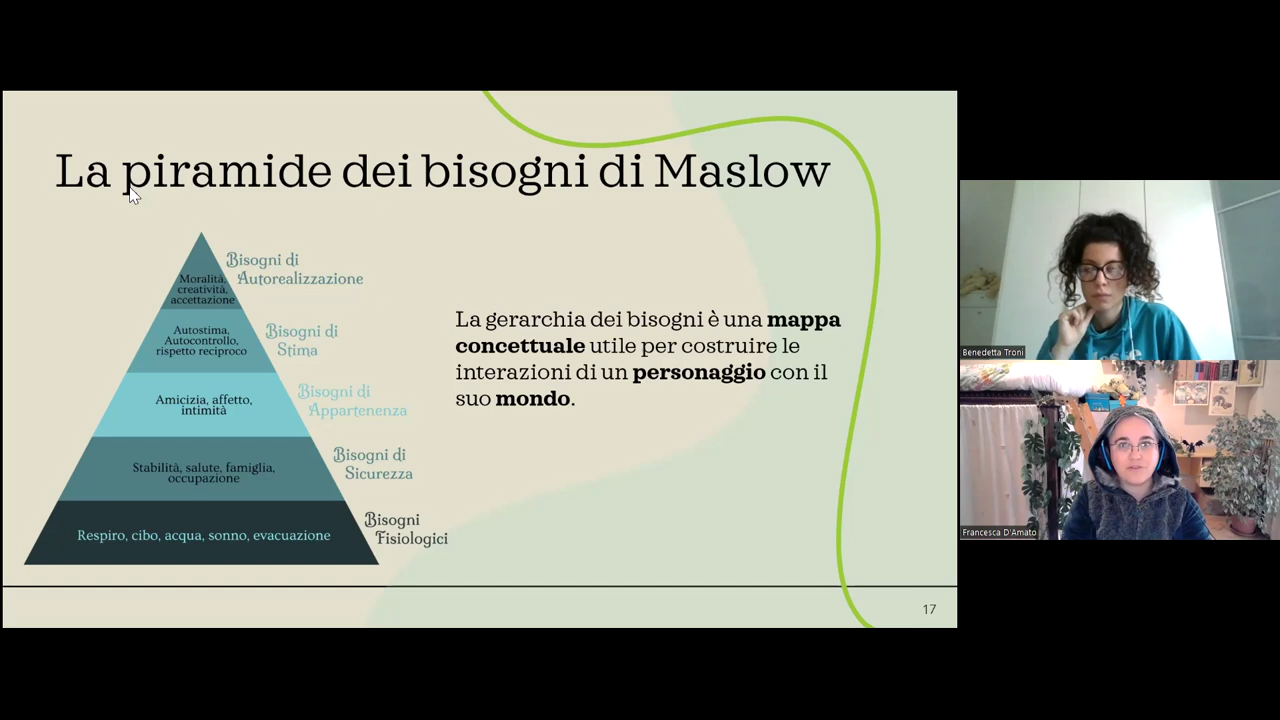 La piramide dei bisogni di Maslow
Bisogni di
Autorealizzazione
Moralità,
creatività,
accettazione
Bisogni di
Stima
Autostima,
Autocontrollo,
rispetto reciproco
Bisogni di
Appartenenza
Amicizia, affetto,
intimità
Bisogni di
Sicurezza
Stabilità, salute, famiglia,
occupazione
Bisogni
Fisiologici
Respiro, cibo, acqua, sonno, evacuazione
La gerarchia dei bisogni è una mappa
concettuale utile per costruire le
interazioni di un personaggio con il
suo mondo.
17
Benedetta Troni
Francesca D'Amato